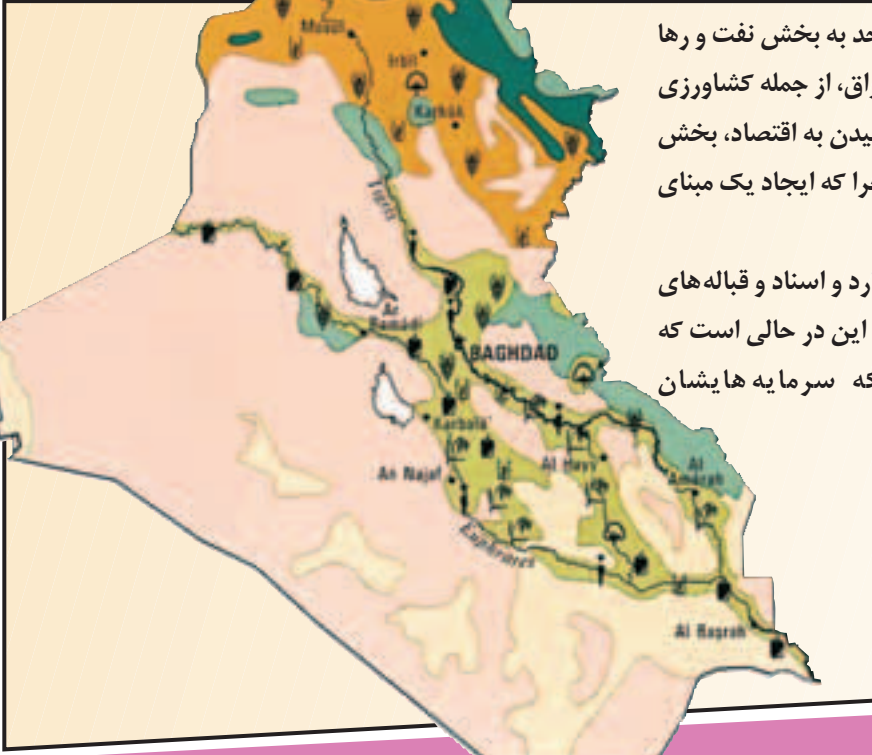 حد به بخش نفت و رها
راق، از جمله کشاورزی
یدن به اقتصاد، بخش
چرا که ایجاد یک مبنای
رد و اسناد و قباله‌های
این در حالی است که
که سرمایه هایشان
Mosul
Irbil
Karkuk
Tigris
Ar Ramadi
BAGHDAD
Karbala'
An Najaf
Al Hayy
Al Amarah
Euphrates
Al Başrah